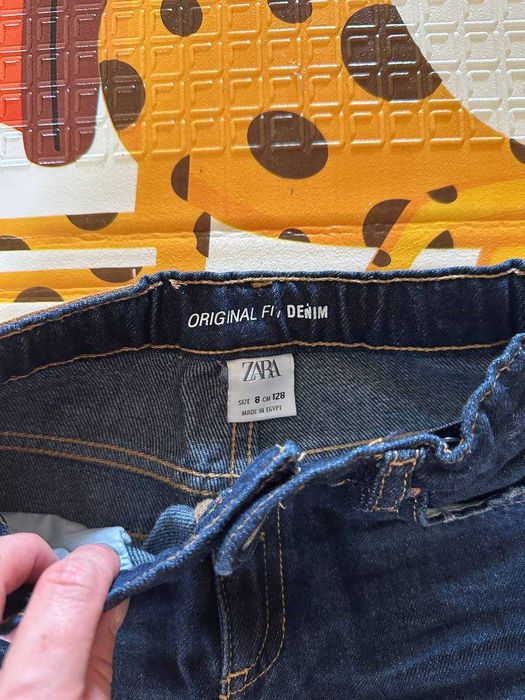 ORIGINAL FIT DENIM
ZARA
SIZE 8 CM 128
MADE IN EGYPT